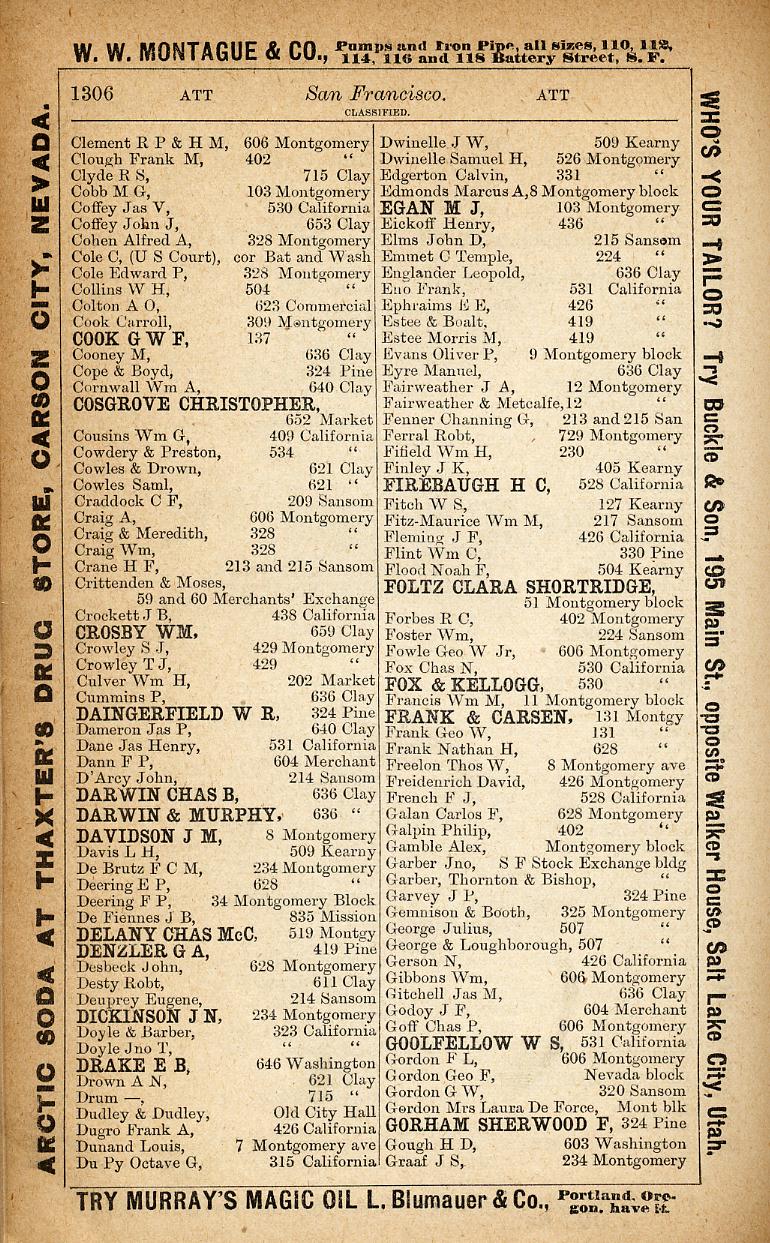 W. W. MONTAGUE & CO., Pumps and Iron Pipe, all sizes, 110, 112,
114, 116 and 118 Battery Street, S. F.
1306 ATT San Francisco. ATT
CLASSIFIED.
Clement R P & H M, 606 Montgomery
Clough Frank M, 402 "
Clyde R S, 715 Clay
Cobb M G, 103 Montgomery
Coffey Jas V, 530 California
Coffey John J, 653 Clay
Cohen Alfred A, 328 Montgomery
Cole C, (U S Court), cor Bat and Wash
Cole Edward P, 328 Montgomery
Collins W H, 504 "
Colton A O, 623 Commercial
Cook Carroll, 309 Montgomery
COOK G W F, 137 "
Cooney M, 636 Clay
Cope & Boyd, 324 Pine
Cornwall Wm A, 640 Clay
COSGROVE CHRISTOPHER,
652 Market
Cousins Wm G, 409 California
Cowdery & Preston, 534 "
Cowles & Drown, 621 Clay
Cowles Saml, 621 "
Craddock C F, 209 Sansom
Craig A, 606 Montgomery
Craig & Meredith, 328 "
Craig Wm, 328 "
Crane H F, 213 and 215 Sansom
Crittenden & Moses,
59 and 60 Merchants' Exchange
Crockett J B, 438 California
CROSBY WM, 659 Clay
Crowley S J, 429 Montgomery
Crowley T J, 429 "
Culver Wm H, 202 Market
Cummins P, 636 Clay
DAINGERFIELD W R, 324 Pine
Dameron Jas P, 640 Clay
Dane Jas Henry, 531 California
Dann F P, 604 Merchant
D'Arcy John, 214 Sansom
DARWIN CHAS B, 636 Clay
DARWIN & MURPHY, 636 "
DAVIDSON J M, 8 Montgomery
Davis L H, 509 Kearny
De Brutz F C M, 234 Montgomery
Deering E P, 628 "
Deering F P, 34 Montgomery Block
De Fiennes J B, 835 Mission
DELANY CHAS McC, 519 Montgy
DENZLER G A, 419 Pine
Desbeck John, 628 Montgomery
Desty Robt, 611 Clay
Deuprey Eugene, 214 Sansom
DICKINSON J N, 234 Montgomery
Doyle & Barber, 323 California
Doyle Jno T, " "
DRAKE E B, 646 Washington
Drown A N, 621 Clay
Drum —, 715 "
Dudley & Dudley, Old City Hall
Dugro Frank A, 426 California
Dunand Louis, 7 Montgomery ave
Du Py Octave G, 315 California
Dwinelle J W, 509 Kearny
Dwinelle Samuel H, 526 Montgomery
Edgerton Calvin, 331 "
Edmonds Marcus A, 8 Montgomery block
EGAN M J, 103 Montgomery
Eickoff Henry, 436 "
Elms John D, 215 Sansom
Emmet C Temple, 224 "
Englander Leopold, 636 Clay
Eno Frank, 531 California
Ephraims E E, 426 "
Estee & Boalt, 419 "
Estee Morris M, 419 "
Evans Oliver P, 9 Montgomery block
Eyre Manuel, 636 Clay
Fairweather J A, 12 Montgomery
Fairweather & Metcalfe, 12 "
Fenner Channing G, 213 and 215 San
Ferral Robt, 729 Montgomery
Fifield Wm H, 230 "
Finley J K, 405 Kearny
FIREBAUGH H C, 528 California
Fitch W S, 127 Kearny
Fitz-Maurice Wm M, 217 Sansom
Fleming J F, 426 California
Flint Wm C, 330 Pine
Flood Noah F, 504 Kearny
FOLTZ CLARA SHORTRIDGE,
51 Montgomery block
Forbes R C, 402 Montgomery
Foster Wm, 224 Sansom
Fowle Geo W Jr, 606 Montgomery
Fox Chas N, 530 California
FOX & KELLOGG, 530 "
Francis Wm M, 11 Montgomery block
FRANK & CARSEN, 131 Montgy
Frank Geo W, 131 "
Frank Nathan H, 628 "
Freelon Thos W, 8 Montgomery ave
Freidenrich David, 426 Montgomery
French F J, 528 California
Galan Carlos F, 628 Montgomery
Galpin Philip, 402 "
Gamble Alex, Montgomery block
Garber Jno, S F Stock Exchange bldg
Garber, Thornton & Bishop, "
Garvey J P, 324 Pine
Gemnison & Booth, 325 Montgomery
George Julius, 507 "
George & Loughborough, 507 "
Gerson N, 426 California
Gibbons Wm, 606 Montgomery
Gitchell Jas M, 636 Clay
Godoy J F, 604 Merchant
Goff Chas P, 606 Montgomery
GOOLFELLOW W S, 531 California
Gordon F L, 606 Montgomery
Gordon Geo F, Nevada block
Gordon G W, 320 Sansom
Gordon Mrs Laura De Force, Mont blk
GORHAM SHERWOOD F, 324 Pine
Gough H D, 603 Washington
Graaf J S, 234 Montgomery
ARCTIC SODA AT THAXTER'S DRUG STORE, CARSON CITY, NEVADA.
WHO'S YOUR TAILOR? Try Buckle & Son, 195 Main St., opposite Walker House, Salt Lake City, Utah.
TRY MURRAY'S MAGIC OIL L. Blumauer & Co., Portland, Ore-
gon, have it.